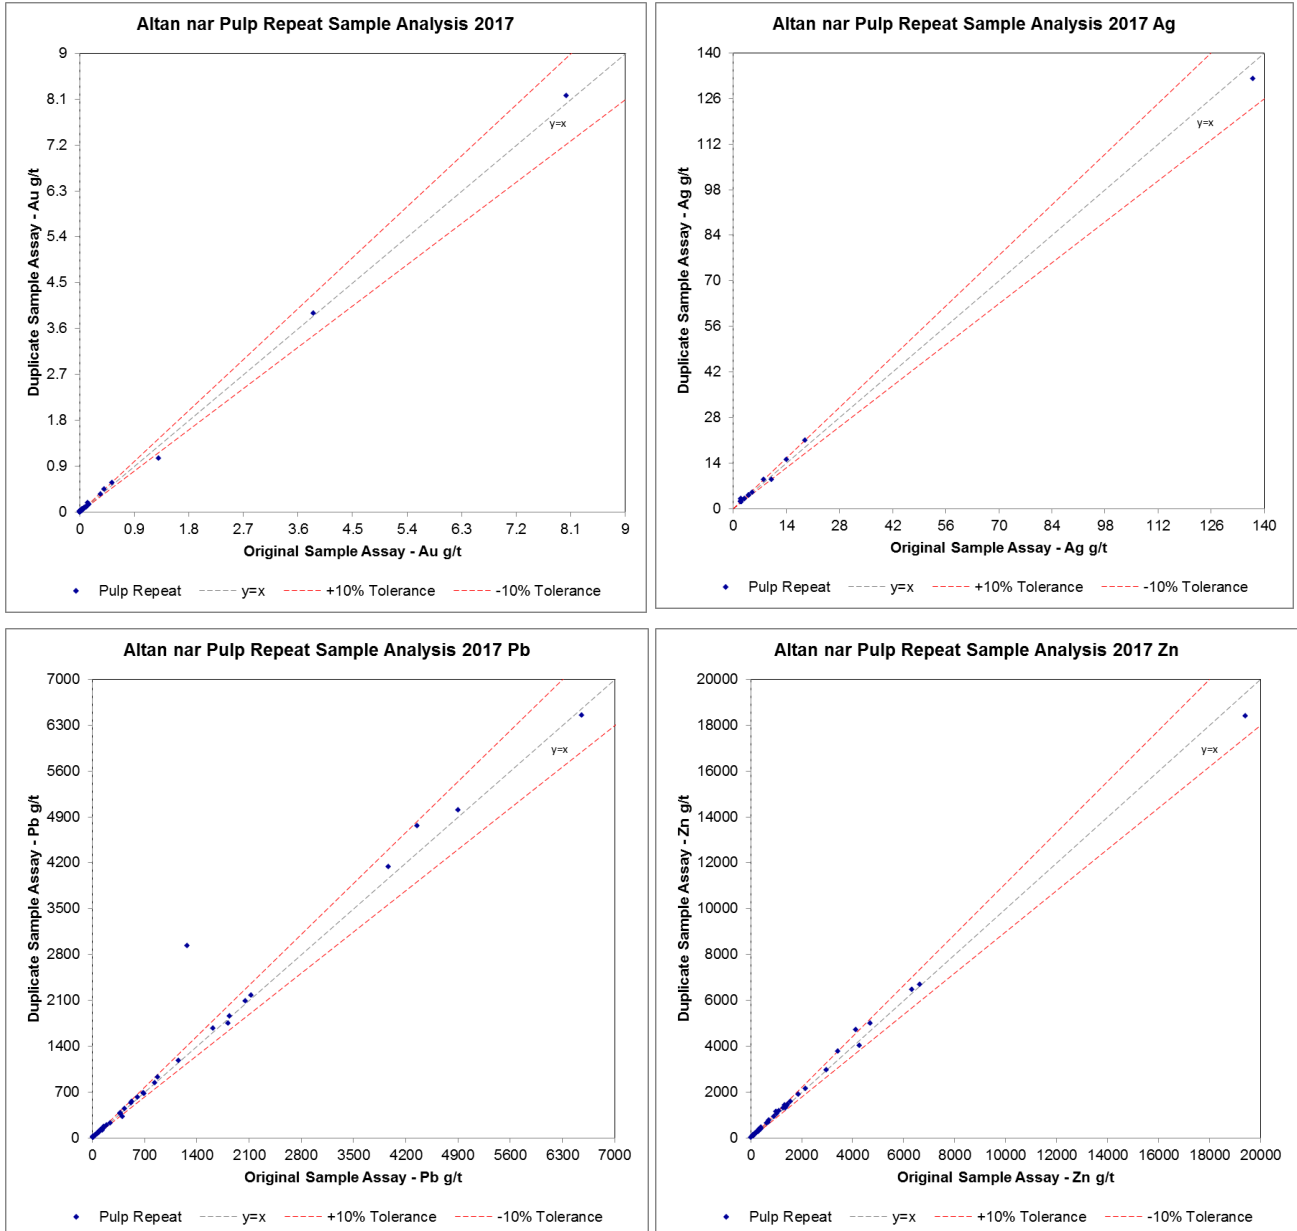 Altan nar Pulp Repeat Sample Analysis 2017
Duplicate Sample Assay - Au g/t
9
8.1
7.2
6.3
5.4
4.5
3.6
2.7
1.8
0.9
0
y=x
0 0.9 1.8 2.7 3.6 4.5 5.4 6.3 7.2 8.1 9
Original Sample Assay - Au g/t
Pulp Repeat y=x +10% Tolerance -10% Tolerance
Altan nar Pulp Repeat Sample Analysis 2017 Ag
Duplicate Sample Assay - Ag g/t
140
126
112
98
84
70
56
42
28
14
0
y=x
0 14 28 42 56 70 84 98 112 126 140
Original Sample Assay - Ag g/t
Pulp Repeat y=x +10% Tolerance -10% Tolerance
Altan nar Pulp Repeat Sample Analysis 2017 Pb
Duplicate Sample Assay - Pb g/t
7000
6300
5600
4900
4200
3500
2800
2100
1400
700
0
y=x
0 700 1400 2100 2800 3500 4200 4900 5600 6300 7000
Original Sample Assay - Pb g/t
Pulp Repeat y=x +10% Tolerance -10% Tolerance
Altan nar Pulp Repeat Sample Analysis 2017 Zn
Duplicate Sample Assay - Zn g/t
20000
18000
16000
14000
12000
10000
8000
6000
4000
2000
0
y=x
0 2000 4000 6000 8000 10000 12000 14000 16000 18000 20000
Original Sample Assay - Zn g/t
Pulp Repeat y=x +10% Tolerance -10% Tolerance